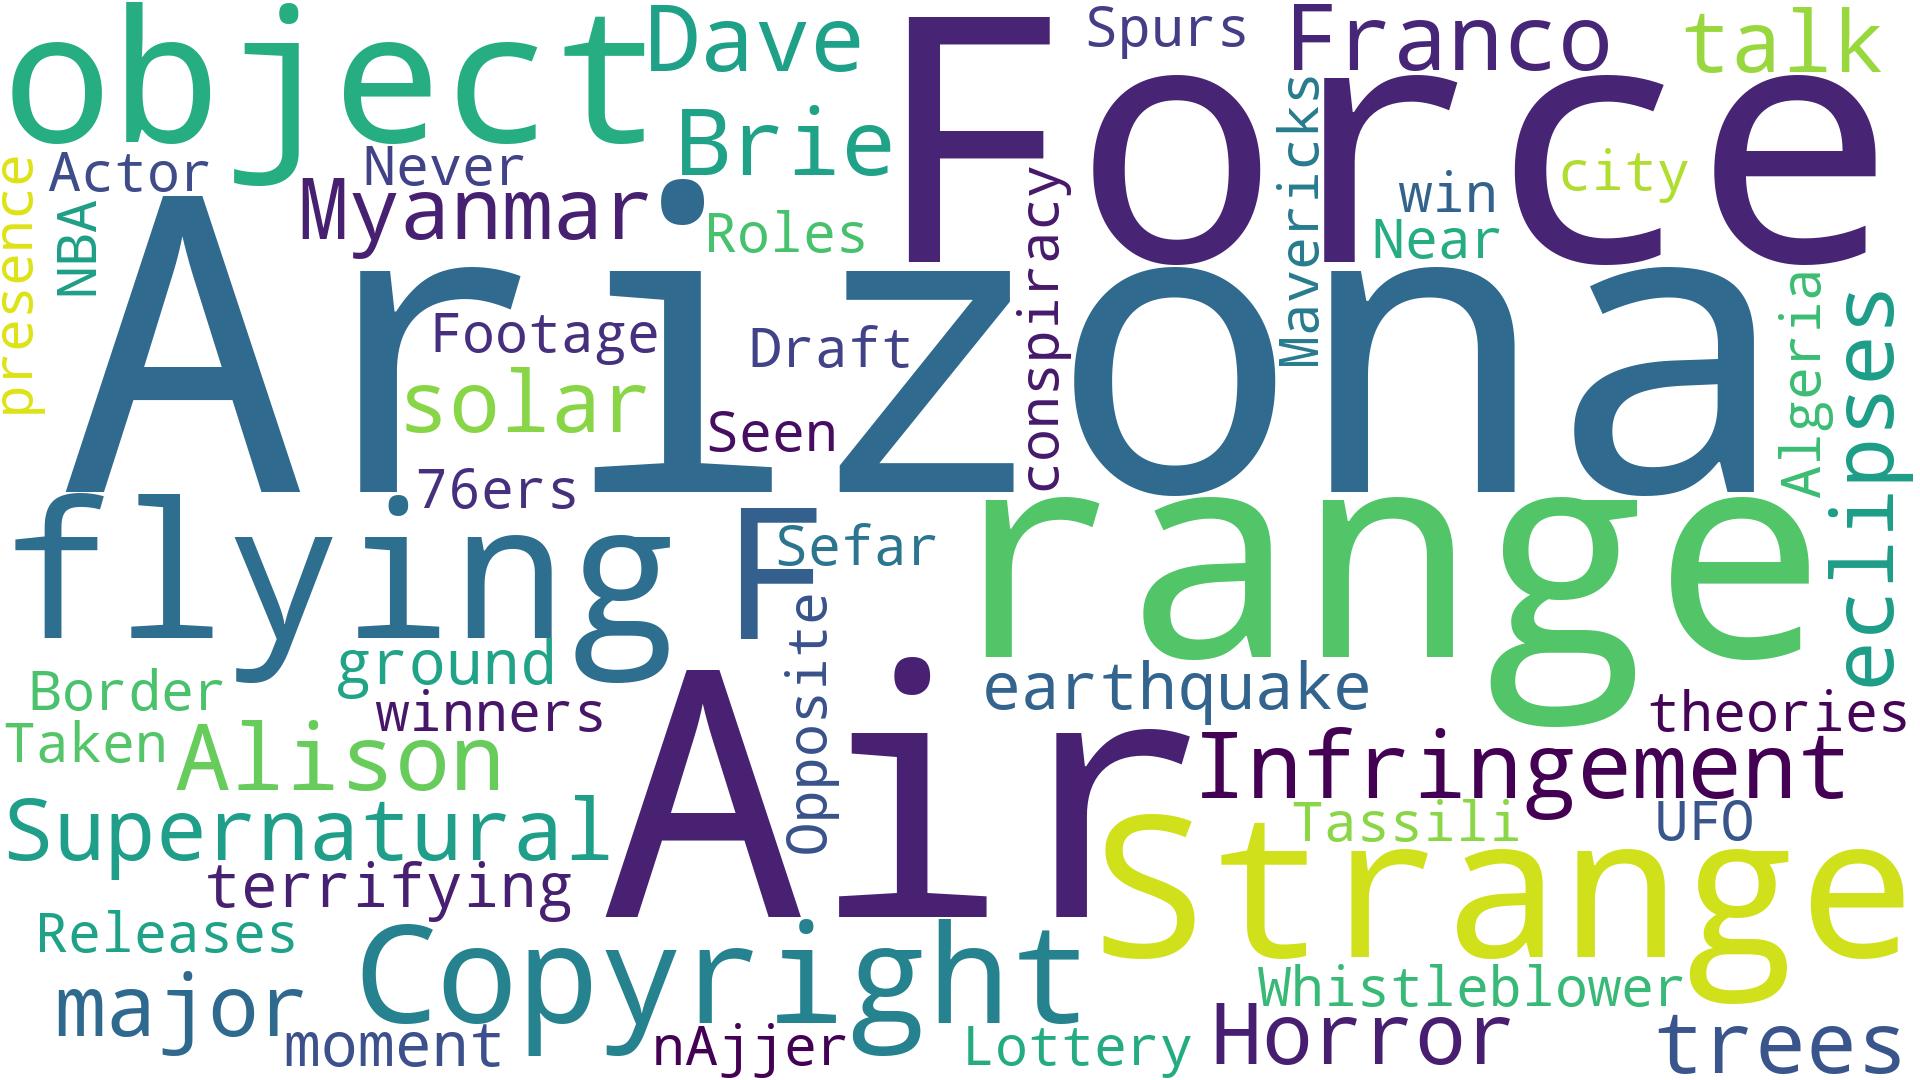 object
Dave
Force
Spurs
Franco
talk
Brie
Mavericks
presence
Actor
Never
Myanmar
NBA
Roles
conspiracy
win
city
Near
Arizona
Footage
Draft
solar
Seen
76ers
Algeria
eclipses
flying
F
Sefar
range
Opposite
ground
Border
winners
earthquake
theories
Taken
Alison
Air
Infringement
Supernatural
Strange
Tassili
UFO
terrifying
Releases
Copyright
Whistleblower
major
moment
nAjjer
Lottery
Horror
trees